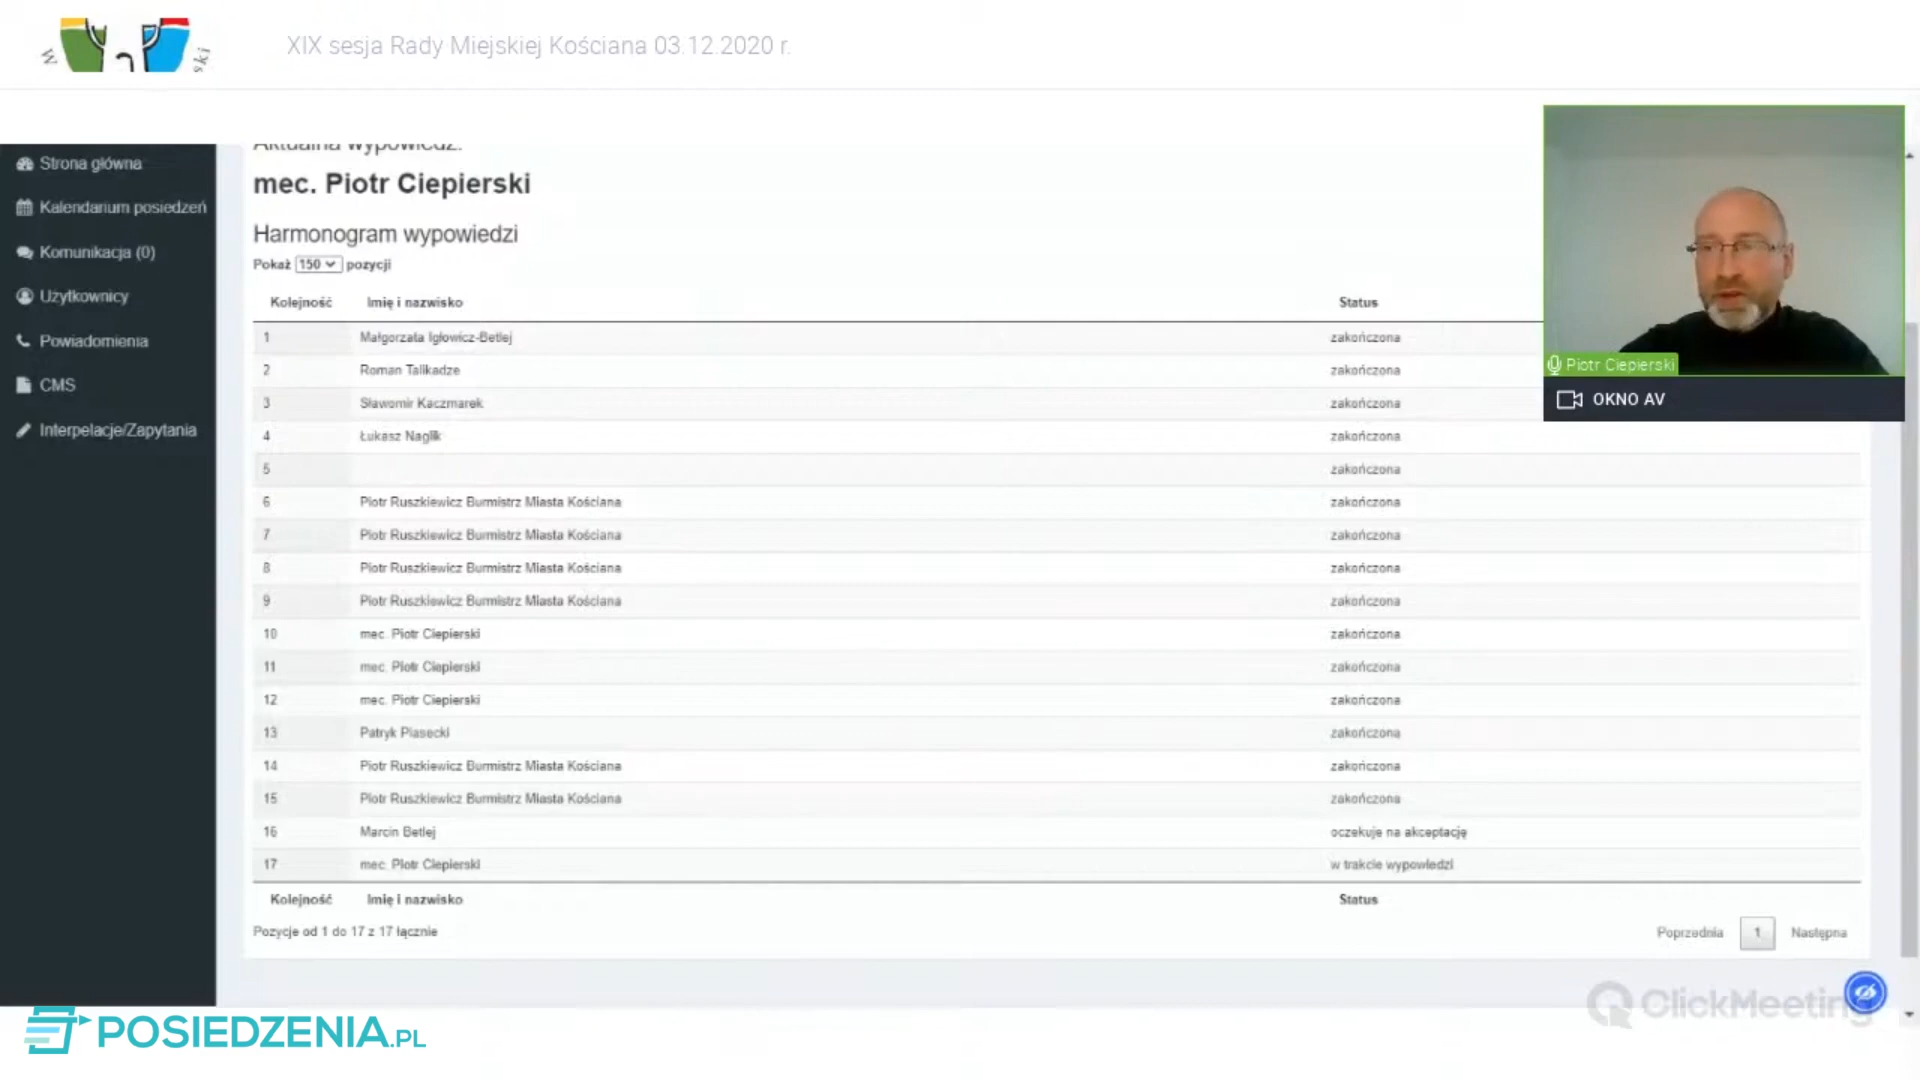 XIX sesja Rady Miejskiej Kościana 03.12.2020 r.
Strona główna
Kalendarium posiedzeń
Komunikacja (0)
Użytkownicy
Powiadomienia
CMS
Interpelacje/Zapytania
Aktualna wypowiedź:
mec. Piotr Ciepierski
Harmonogram wypowiedzi
Pokaż 150 pozycji
Kolejność Imię i nazwisko Status
1 Małgorzata Igłowicz-Betlej zakończona
2 Roman Talikadze zakończona
3 Sławomir Kaczmarek zakończona
4 Łukasz Naglik zakończona
5 zakończona
6 Piotr Ruszkiewicz Burmistrz Miasta Kościana zakończona
7 Piotr Ruszkiewicz Burmistrz Miasta Kościana zakończona
8 Piotr Ruszkiewicz Burmistrz Miasta Kościana zakończona
9 Piotr Ruszkiewicz Burmistrz Miasta Kościana zakończona
10 mec. Piotr Ciepierski zakończona
11 mec. Piotr Ciepierski zakończona
12 mec. Piotr Ciepierski zakończona
13 Patryk Piasecki zakończona
14 Piotr Ruszkiewicz Burmistrz Miasta Kościana zakończona
15 Piotr Ruszkiewicz Burmistrz Miasta Kościana zakończona
16 Marcin Betlej oczekuje na akceptację
17 mec. Piotr Ciepierski w trakcie wypowiedzi
Kolejność Imię i nazwisko Status
Pozycje od 1 do 17 z 17 łącznie
Poprzednia 1 Następna
Piotr Ciepierski
OKNO AV
ClickMeeting
POSIEDZENIA.PL